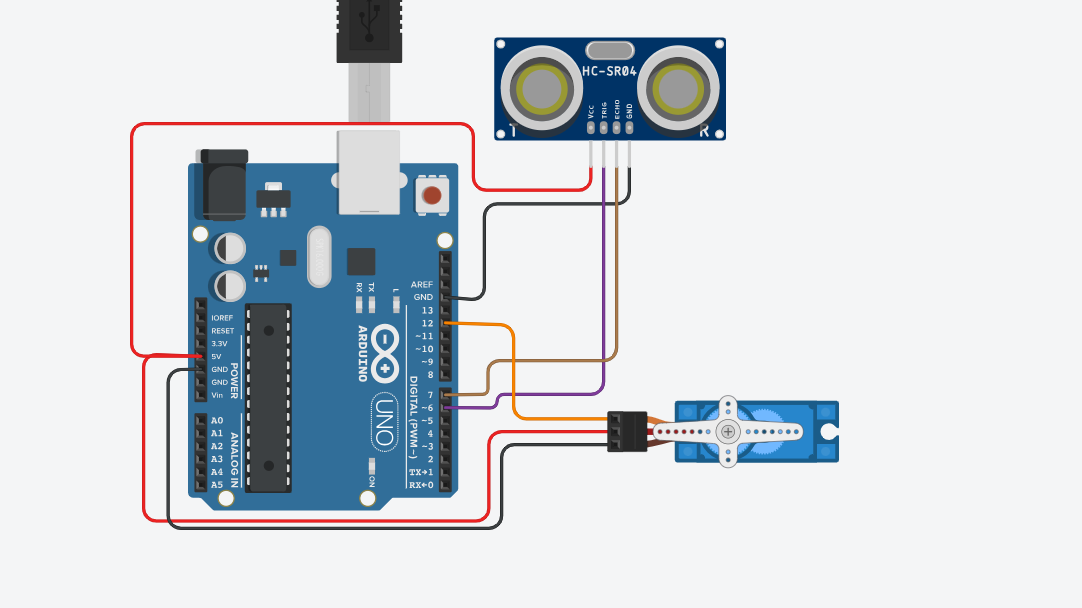 HC-SR04
VCC
TRIG
ECHO
GND
T
R
RX
TX
L
AREF
GND
13
12
~11
~10
~9
8
7
~6
~5
4
~3
2
TX→1
RX←0
DIGITAL (PWM~)
IOREF
RESET
3.3V
5V
GND
GND
Vin
POWER
A0
A1
A2
A3
A4
A5
ANALOG IN
ARDUINO
UNO
ON